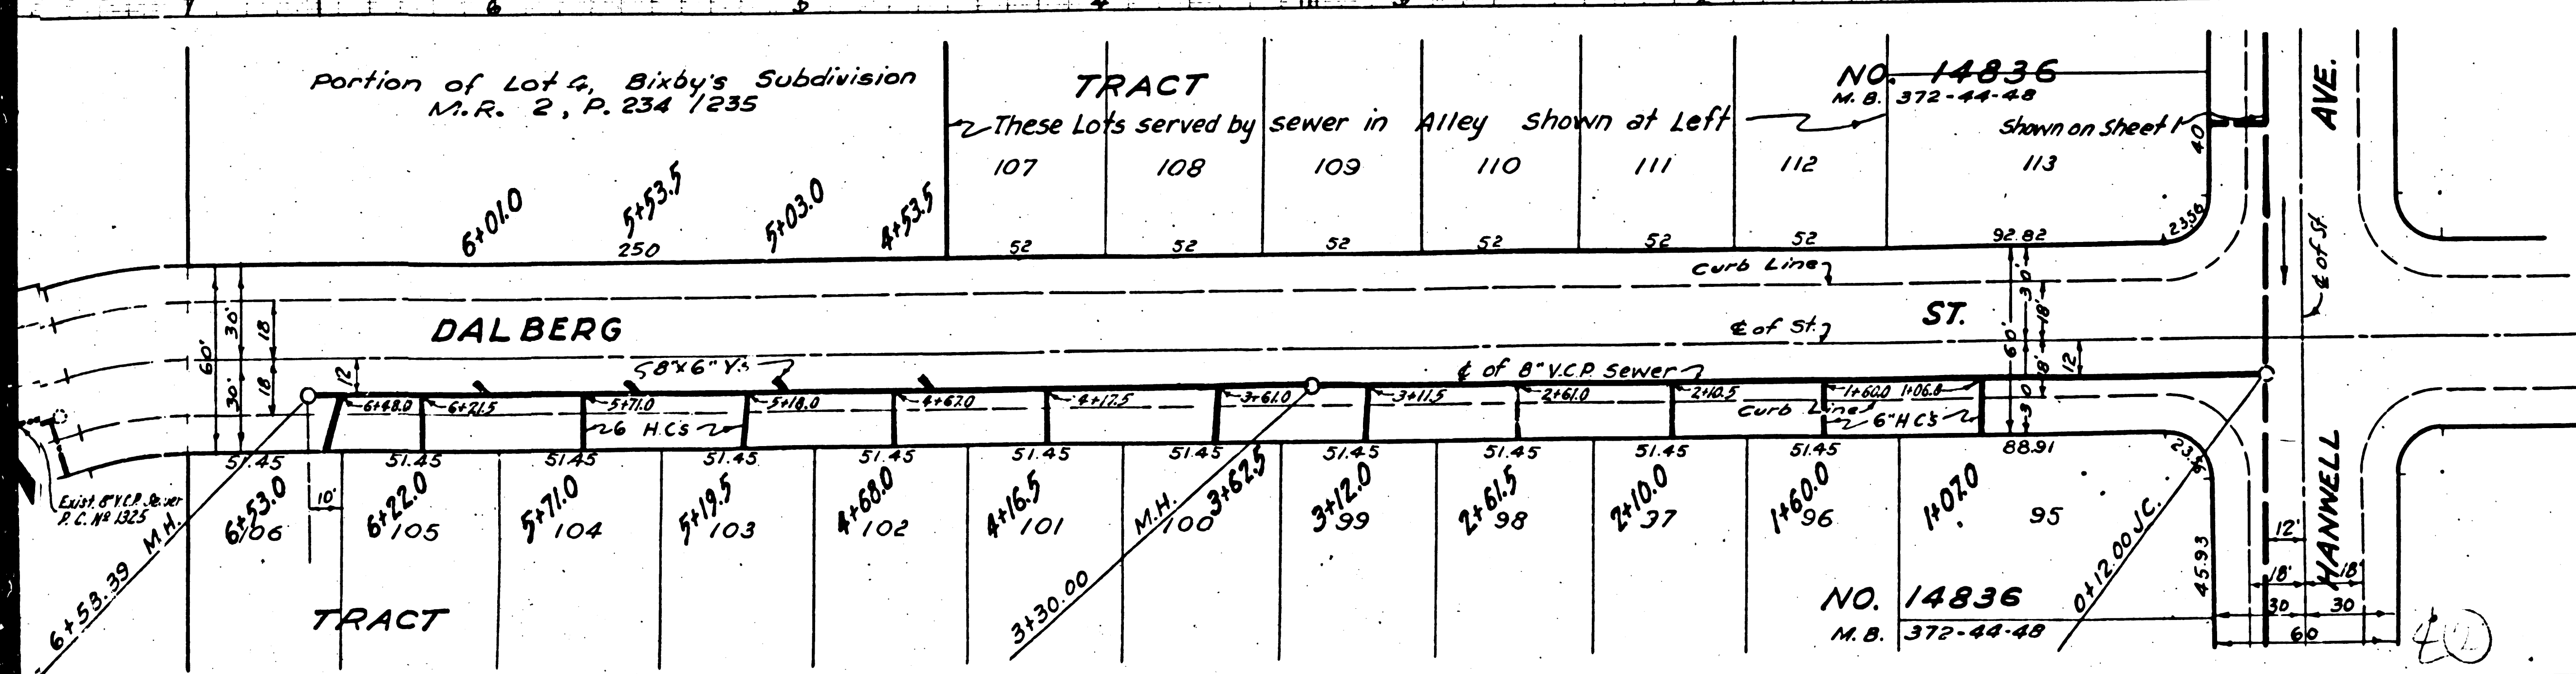 Portion of Lot 4, Bixby's Subdivision
M.R. 2, P. 234 / 235
TRACT
NO. 14836
M.B. 372-44-48
These Lots served by sewer in Alley shown at Left
Shown on Sheet 1
107 108 109 110 111 112 113
6+01.0 5+53.5 5+03.0 4+53.5
250 52 52 52 52 52 52 92.82 23.56
40
AVE.
℄ of St.
Curb Line
DALBERG ST.
℄ of St.
60' 30' 30' 18 18 12
60' 30' 30 18' 18' 12
5 8"x6" Y's
℄ of 8" V.C.P. Sewer
6+48.0 6+21.5 5+71.0 5+18.0 4+67.0 4+17.5 3+61.0 3+11.5 2+61.0 2+10.5 1+60.0 1+06.8
6 H.C's
Curb Line
6" H C's
51.45 51.45 51.45 51.45 51.45 51.45 51.45 51.45 51.45 51.45 51.45 88.91 23.56
Exist. 8" V.C.P. Sewer
P.C. Nº 1325
10'
6+53.0 6+22.0 5+71.0 5+19.5 4+68.0 4+16.5 3+62.5 3+12.0 2+61.5 2+10.0 1+60.0 1+07.0
106 105 104 103 102 101 100 99 98 97 96 95
6+53.39 M.H.
3+30.00 M.H.
0+12.00 J.C.
45.93
HANWELL
12'
18' 18'
30 30
60
TRACT
NO. 14836
M.B. 372-44-48